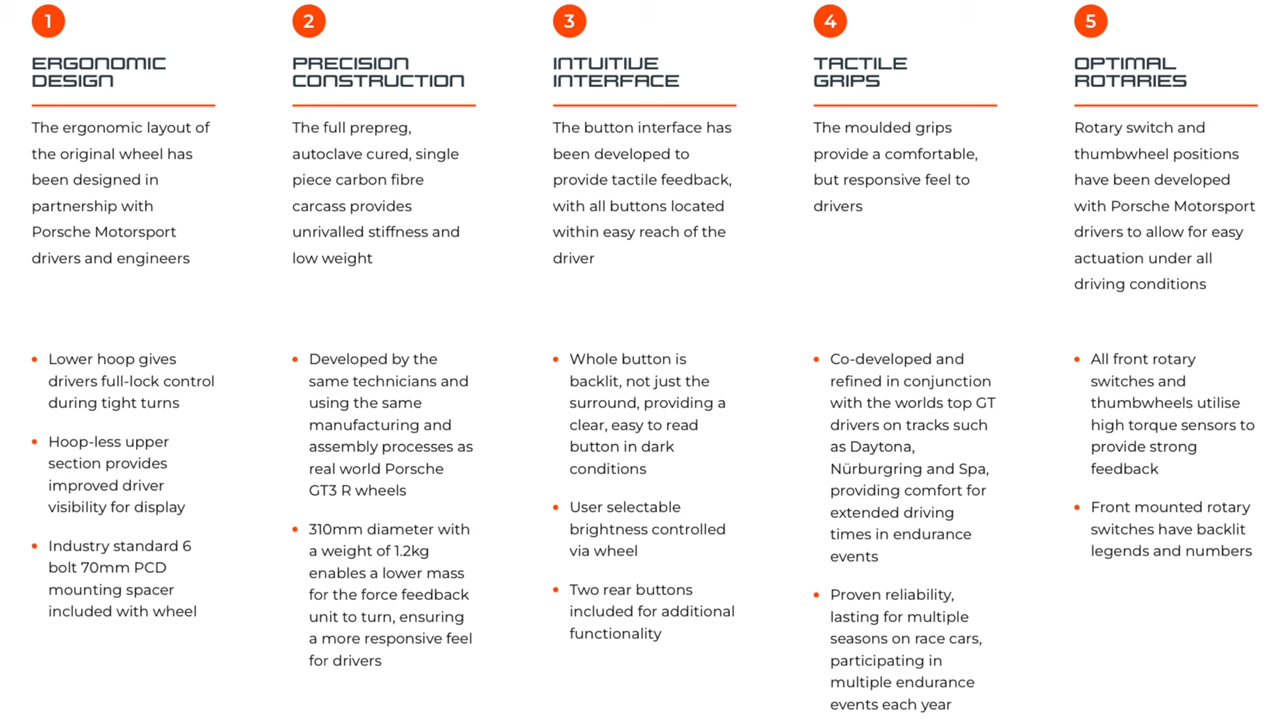 1
ERGONOMIC
DESIGN
The ergonomic layout of
the original wheel has
been designed in
partnership with
Porsche Motorsport
drivers and engineers
• Lower hoop gives
drivers full-lock control
during tight turns
• Hoop-less upper
section provides
improved driver
visibility for display
• Industry standard 6
bolt 70mm PCD
mounting spacer
included with wheel
2
PRECISION
CONSTRUCTION
The full prepreg,
autoclave cured, single
piece carbon fibre
carcass provides
unrivalled stiffness and
low weight
• Developed by the
same technicians and
using the same
manufacturing and
assembly processes as
real world Porsche
GT3 R wheels
• 310mm diameter with
a weight of 1.2kg
enables a lower mass
for the force feedback
unit to turn, ensuring
a more responsive feel
for drivers
3
INTUITIVE
INTERFACE
The button interface has
been developed to
provide tactile feedback,
with all buttons located
within easy reach of the
driver
• Whole button is
backlit, not just the
surround, providing a
clear, easy to read
button in dark
conditions
• User selectable
brightness controlled
via wheel
• Two rear buttons
included for additional
functionality
4
TACTILE
GRIPS
The moulded grips
provide a comfortable,
but responsive feel to
drivers
• Co-developed and
refined in conjunction
with the worlds top GT
drivers on tracks such
as Daytona,
Nürburgring and Spa,
providing comfort for
extended driving
times in endurance
events
• Proven reliability,
lasting for multiple
seasons on race cars,
participating in
multiple endurance
events each year
5
OPTIMAL
ROTARIES
Rotary switch and
thumbwheel positions
have been developed
with Porsche Motorsport
drivers to allow for easy
actuation under all
driving conditions
• All front rotary
switches and
thumbwheels utilise
high torque sensors to
provide strong
feedback
• Front mounted rotary
switches have backlit
legends and numbers